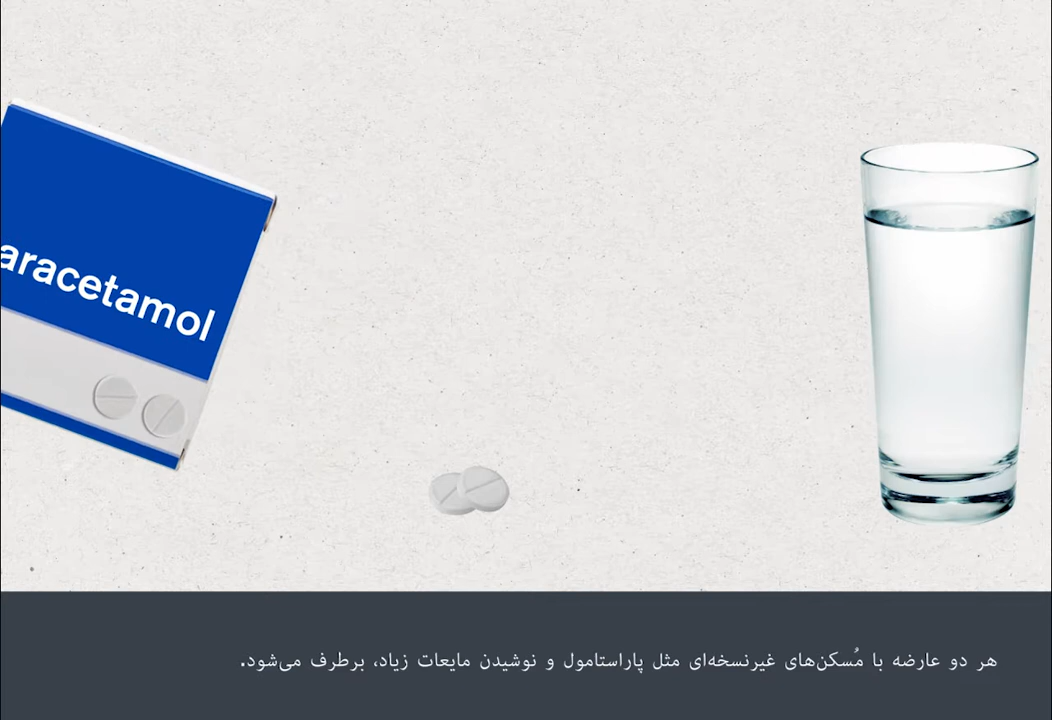 aracetamol
هر دو عارضه با مُسکن‌های غیرنسخه‌ای مثل پاراستامول و نوشیدن مایعات زیاد، برطرف می‌شود.